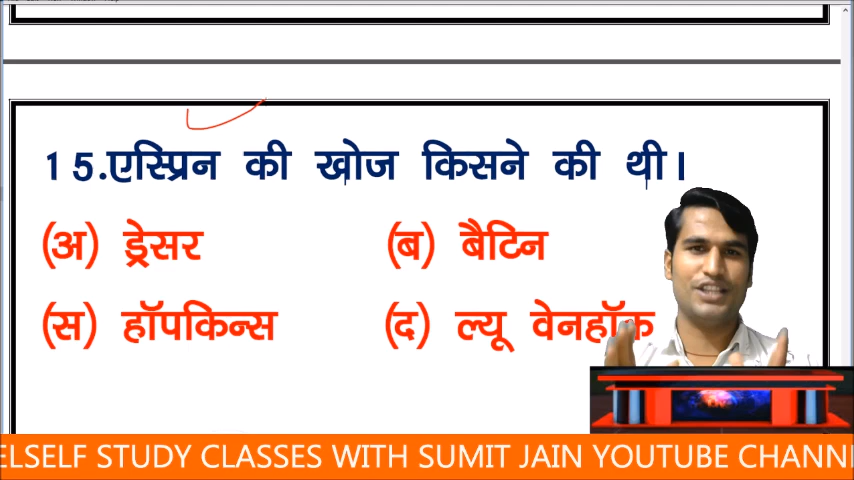 15.एस्प्रिन की खोज किसने की थी।
(अ) ड्रेसर (ब) बैटिन
(स) हॉपकिन्स (द) ल्यू वेनहॉक
ELSELF STUDY CLASSES WITH SUMIT JAIN YOUTUBE CHANN